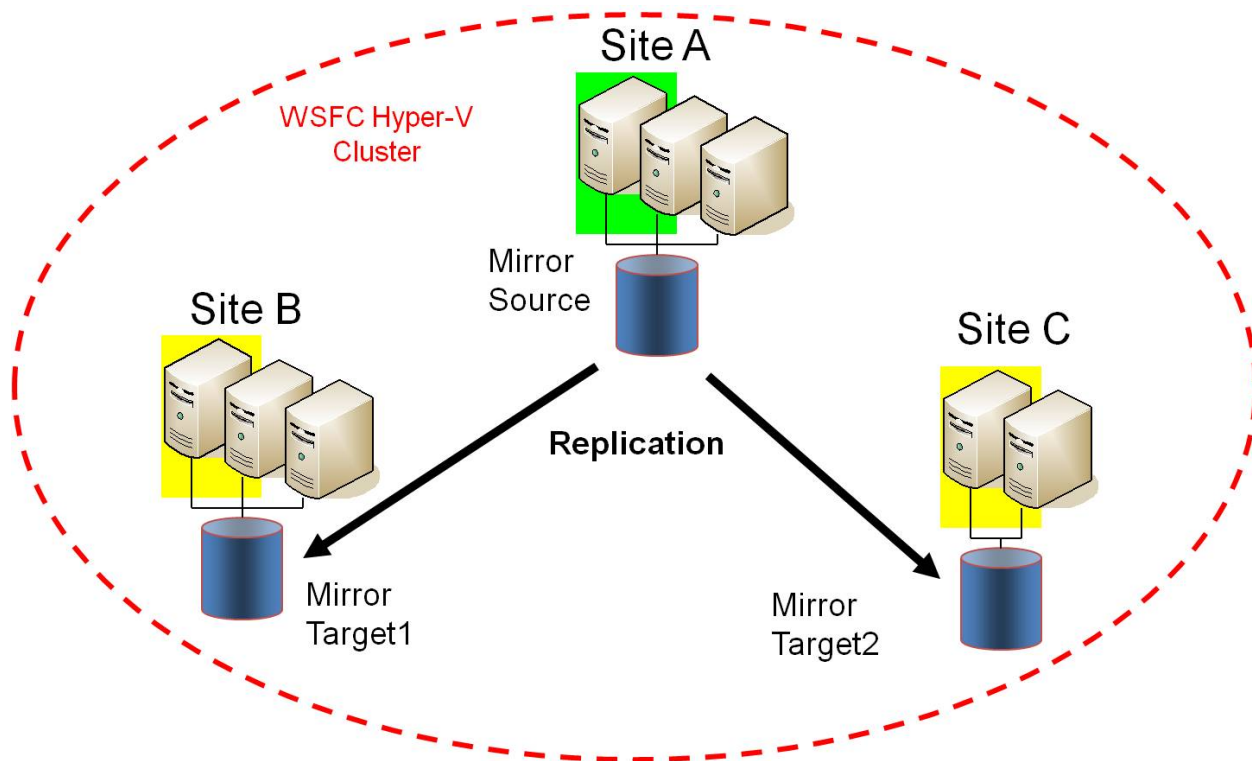 Site A
WSFC Hyper-V
Cluster
Mirror
Source
Site B
Site C
Replication
Mirror
Target1
Mirror
Target2